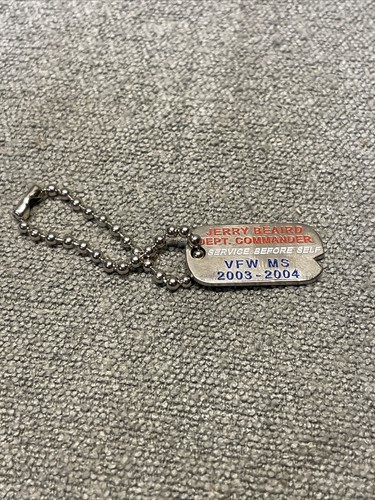 JERRY BEAIRD
DEPT. COMMANDER
SERVICE BEFORE SELF
VFW MS
2003-2004